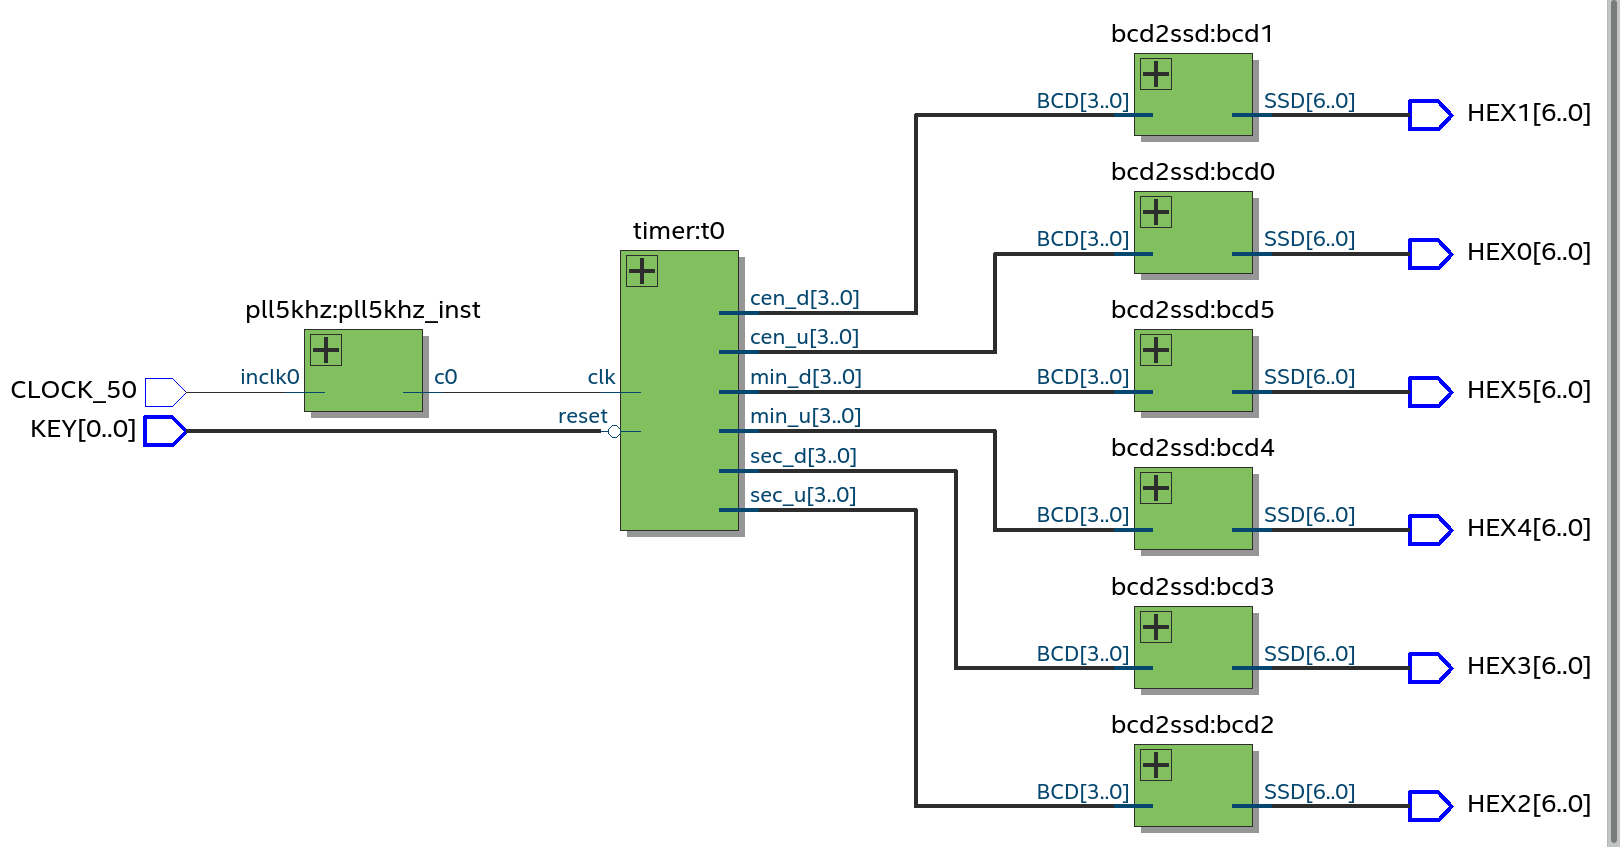 bcd2ssd:bcd1
BCD[3..0]
SSD[6..0]
HEX1[6..0]
bcd2ssd:bcd0
BCD[3..0]
SSD[6..0]
HEX0[6..0]
timer:t0
cen_d[3..0]
cen_u[3..0]
min_d[3..0]
min_u[3..0]
sec_d[3..0]
sec_u[3..0]
clk
reset
pll5khz:pll5khz_inst
inclk0
c0
CLOCK_50
KEY[0..0]
bcd2ssd:bcd5
BCD[3..0]
SSD[6..0]
HEX5[6..0]
bcd2ssd:bcd4
BCD[3..0]
SSD[6..0]
HEX4[6..0]
bcd2ssd:bcd3
BCD[3..0]
SSD[6..0]
HEX3[6..0]
bcd2ssd:bcd2
BCD[3..0]
SSD[6..0]
HEX2[6..0]